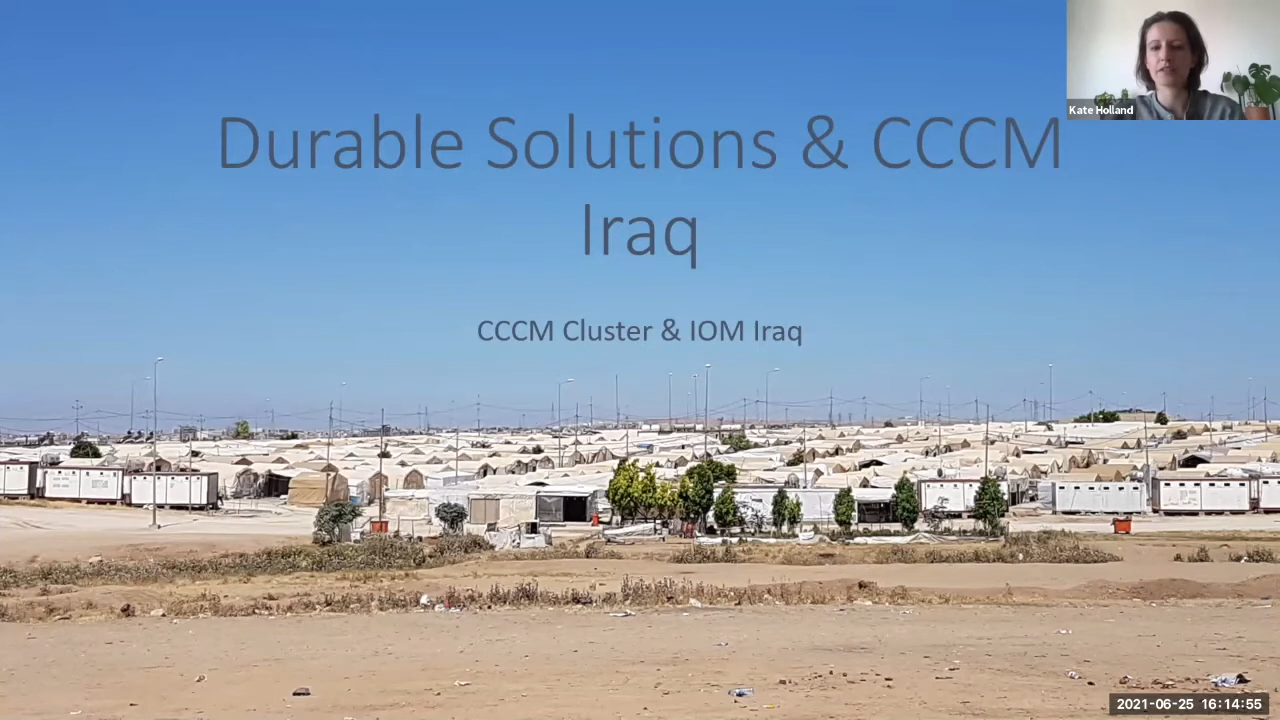 Durable Solutions & CCCM
Iraq
CCCM Cluster & IOM Iraq
Kate Holland
2021-06-25 16:14:55